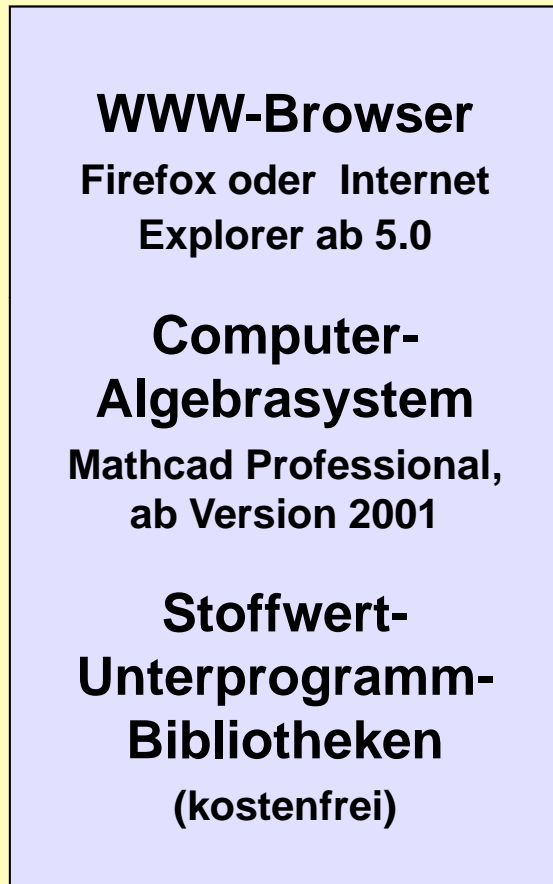 WWW-Browser
Firefox oder Internet
Explorer ab 5.0
Computer-
Algebrasystem
Mathcad Professional,
ab Version 2001
Stoffwert-
Unterprogramm-
Bibliotheken
(kostenfrei)